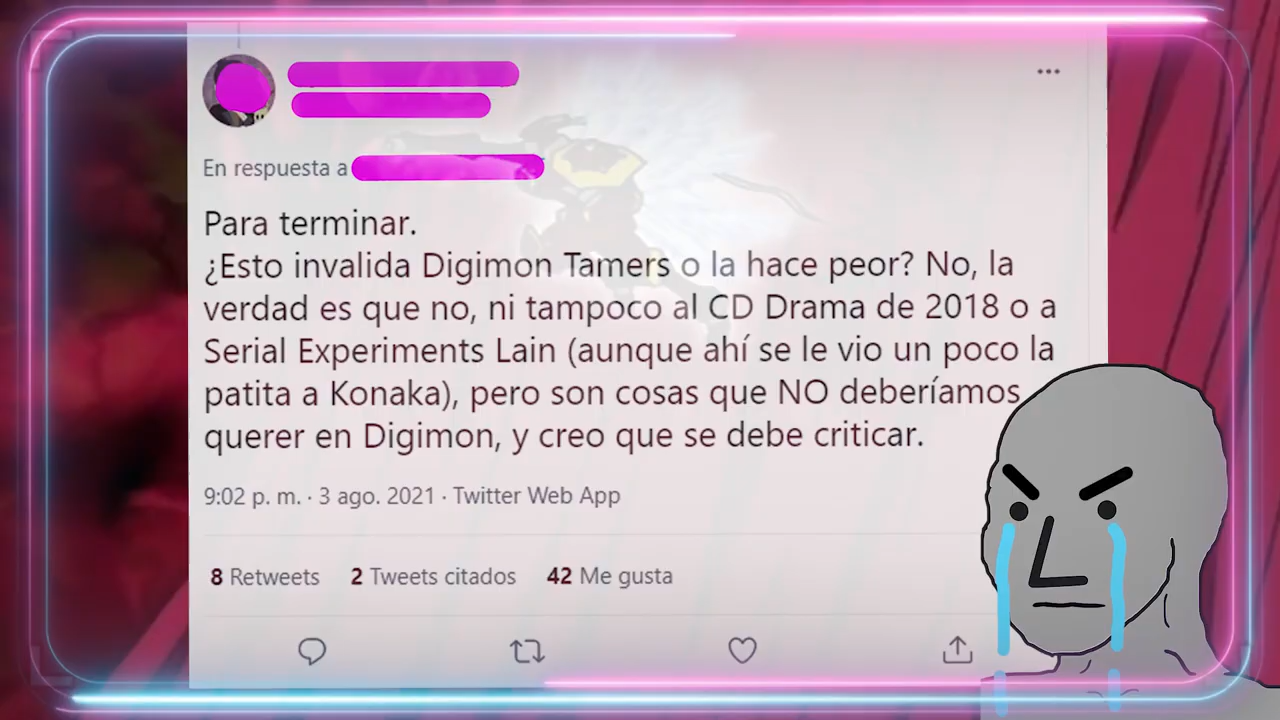 En respuesta a
Para terminar.
¿Esto invalida Digimon Tamers o la hace peor? No, la
verdad es que no, ni tampoco al CD Drama de 2018 o a
Serial Experiments Lain (aunque ahí se le vio un poco la
patita a Konaka), pero son cosas que NO deberíamos
querer en Digimon, y creo que se debe criticar.
9:02 p. m. · 3 ago. 2021 · Twitter Web App
8 Retweets 2 Tweets citados 42 Me gusta